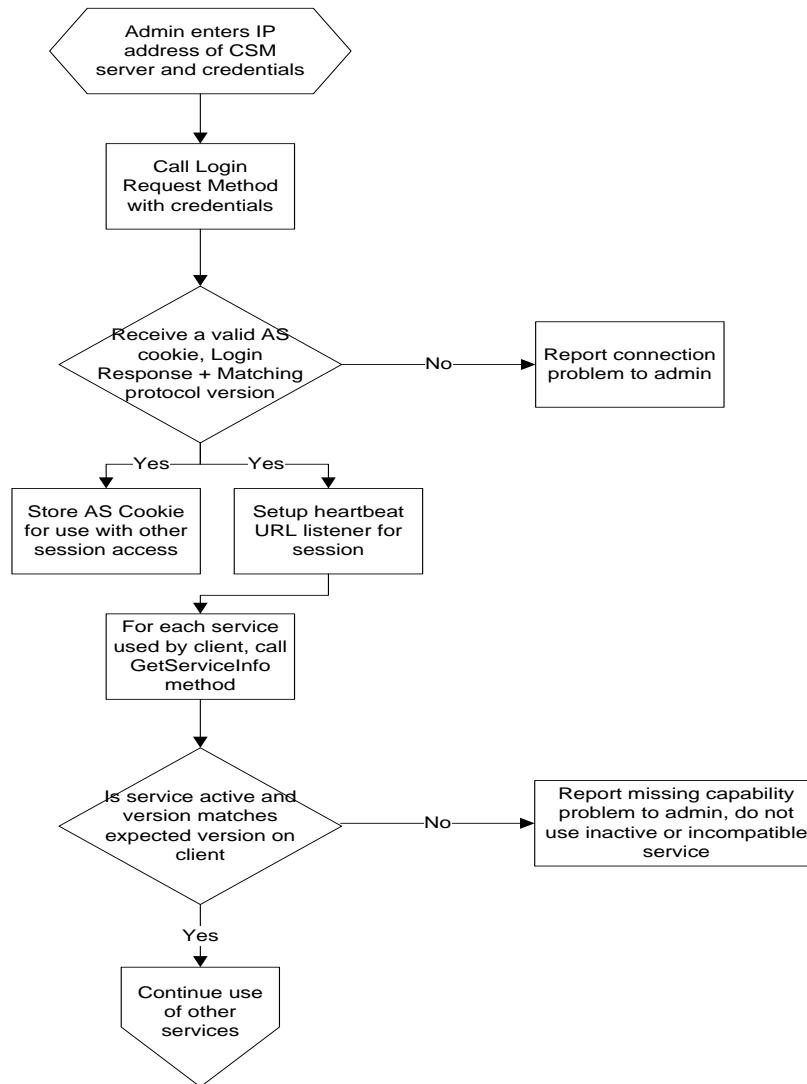 Admin enters IP
address of CSM
server and credentials
Call Login
Request Method
with credentials
Receive a valid AS
cookie, Login
Response + Matching
protocol version
No
Report connection
problem to admin
Yes
Yes
Store AS Cookie
for use with other
session access
Setup heartbeat
URL listener for
session
For each service
used by client, call
GetServiceInfo
method
Is service active and
version matches
expected version on
client
No
Report missing capability
problem to admin, do not
use inactive or incompatible
service
Yes
Continue use
of other
services